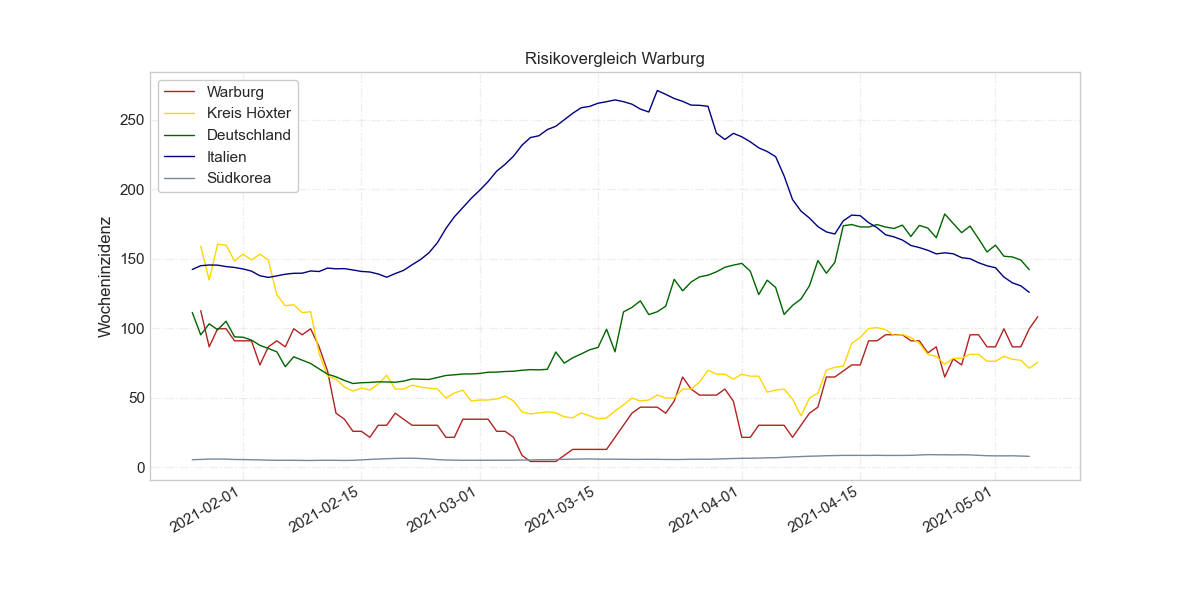 Risikovergleich Warburg
Warburg
Kreis Höxter
Deutschland
Italien
Südkorea
Wocheninzidenz
250
200
150
100
50
0
2021-02-01
2021-02-15
2021-03-01
2021-03-15
2021-04-01
2021-04-15
2021-05-01